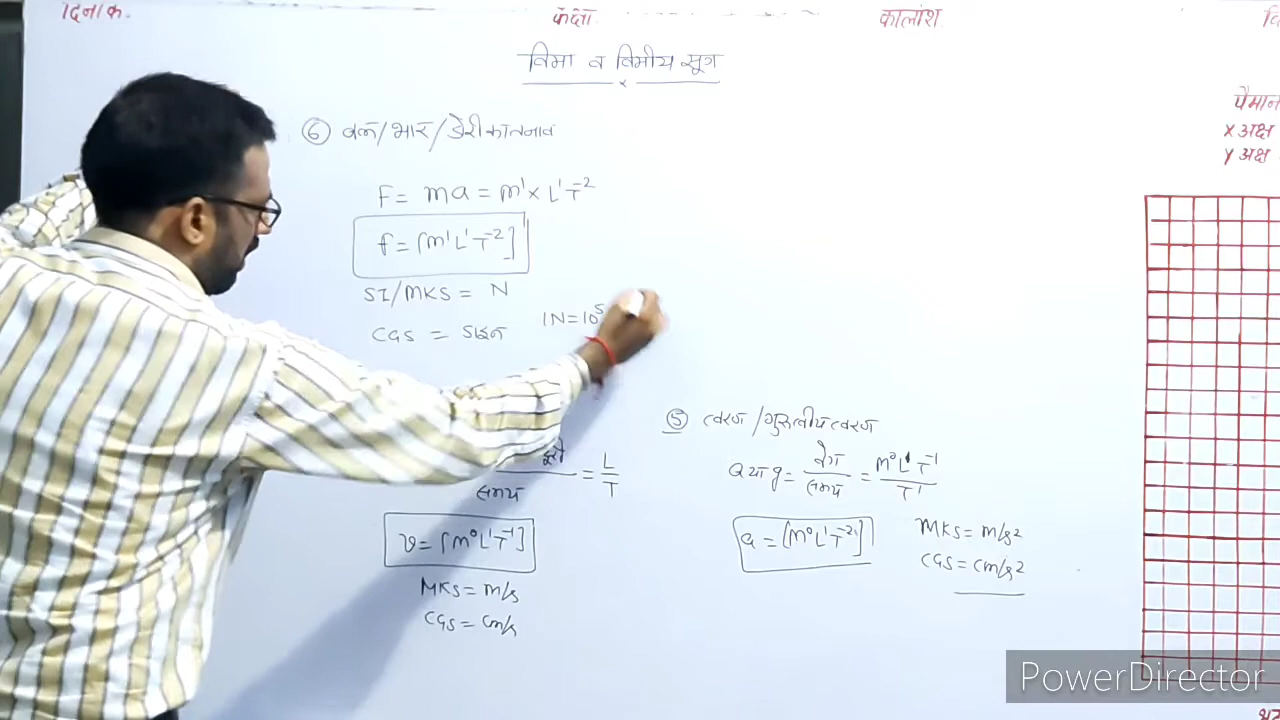 दिनांक.
कक्षा.
कालांश.
विमा व विमीय सूत्र
पैमान
x अक्ष
y अक्ष
⑥ बल/भार/डोरी का तनाव
F = ma = M¹ × L¹T⁻²
f = [M¹L¹T⁻²]
SI/MKS = N
CGS = डाइन
1N = 10⁵
समय
= L/T
v = [M⁰L¹T⁻¹]
MKS = m/s
CGS = cm/s
⑤ त्वरण/गुरुत्वीय त्वरण
a या g = वेग/समय = M⁰L¹T⁻¹/T¹
a = [M⁰L¹T⁻²]
MKS = m/s²
CGS = cm/s²
PowerDirector